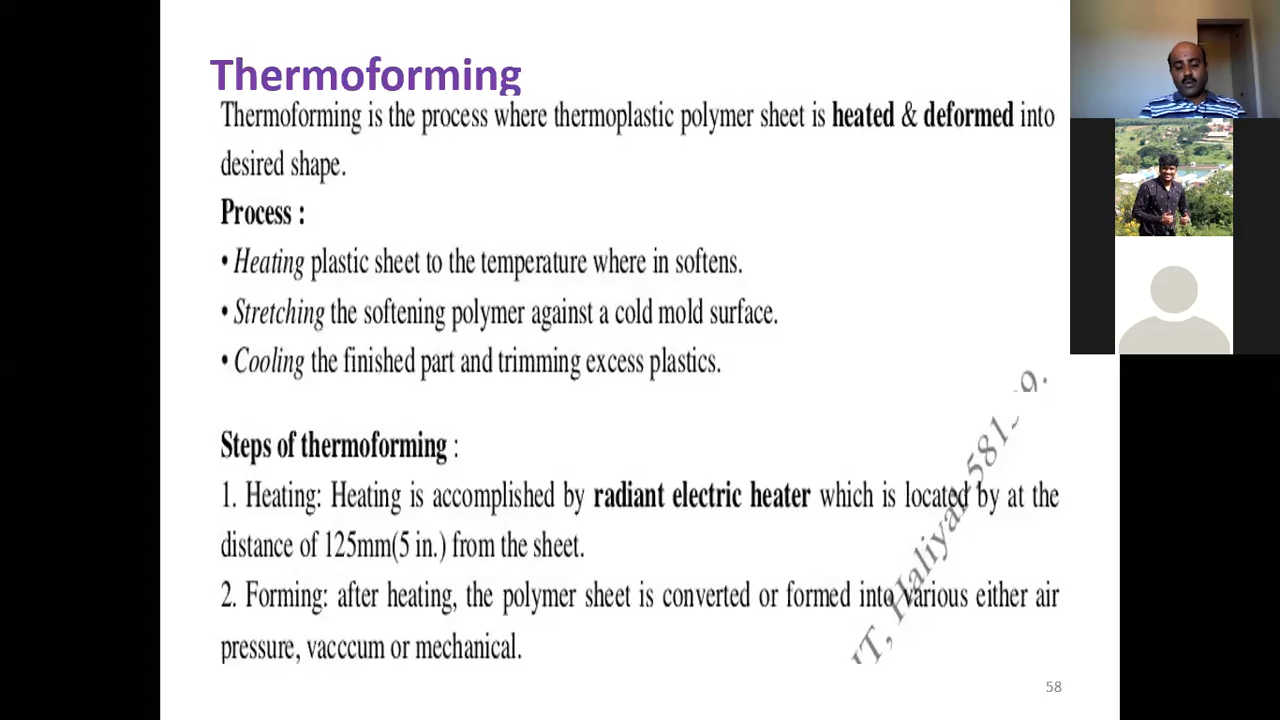 Thermoforming
Thermoforming is the process where thermoplastic polymer sheet is heated & deformed into
desired shape.
Process :
• Heating plastic sheet to the temperature where in softens.
• Stretching the softening polymer against a cold mold surface.
• Cooling the finished part and trimming excess plastics.
Steps of thermoforming :
1. Heating: Heating is accomplished by radiant electric heater which is located by at the
distance of 125mm(5 in.) from the sheet.
2. Forming: after heating, the polymer sheet is converted or formed into various either air
pressure, vacccum or mechanical.
58